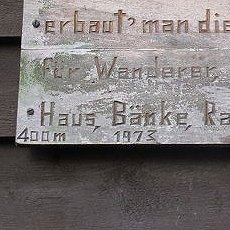 erbaut' man die
für Wanderer,
Haus, Bänke, Ra
400m 1973